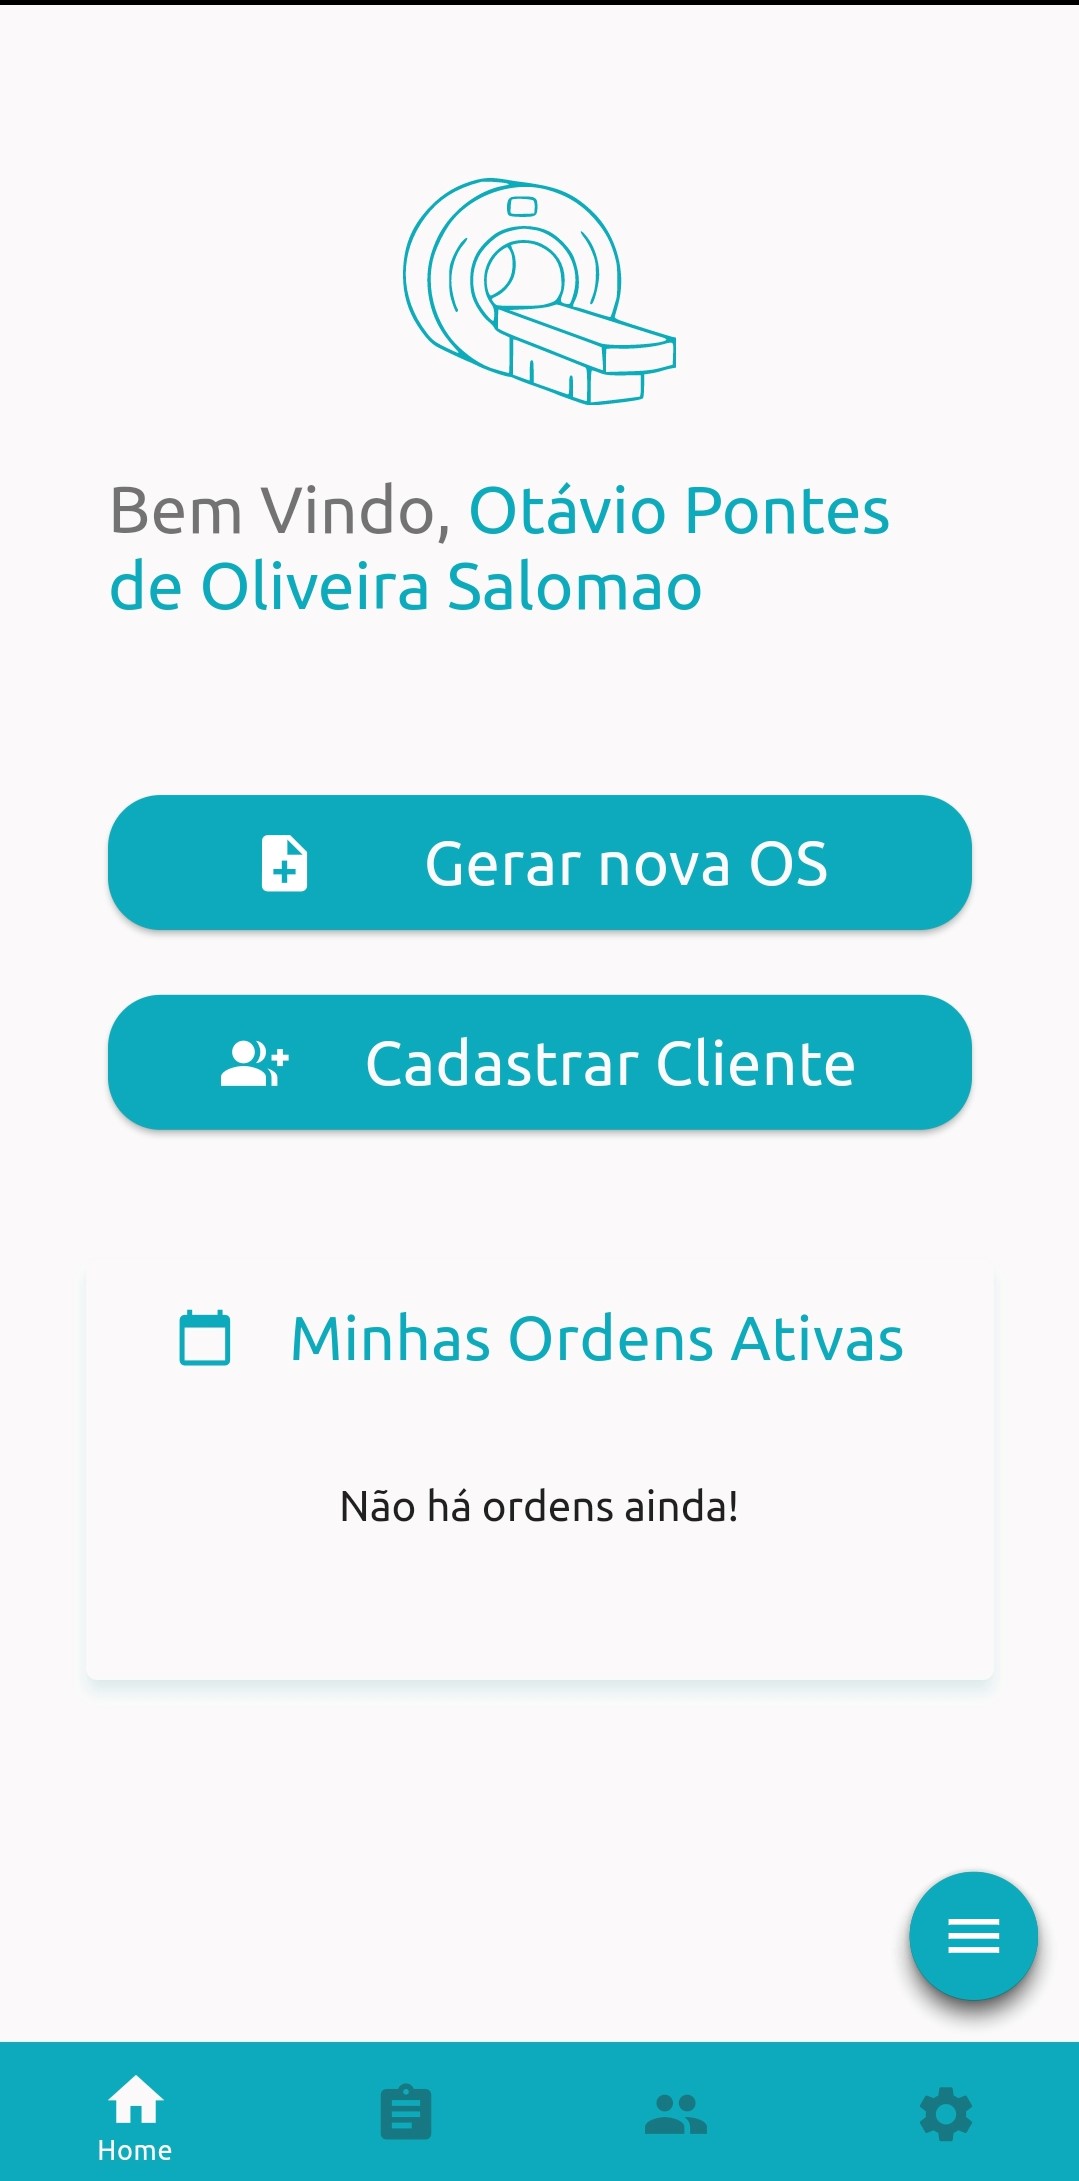 Bem Vindo, Otávio Pontes
de Oliveira Salomao
Gerar nova OS
Cadastrar Cliente
Minhas Ordens Ativas
Não há ordens ainda!
Home